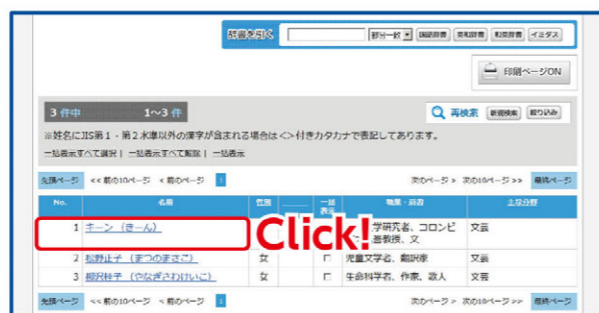 辞書を引く 部分一致 国語辞書 英和辞書 和英辞書 イミダス
印刷ページON
3 件中 1〜3 件 再検索 新規検索 絞り込み
※姓名にJIS第1・第2水準以外の漢字が含まれる場合は<>付きカタカナで表記してあります。
一括表示すべて選択 | 一括表示すべて解除 | 一括表示
先頭ページ <<前の10ページ <前のページ 1 次のページ> 次の10ページ>> 最終ページ
No. 名前 性別 一括表示 職業・肩書 主な分野
1 キーン (きーん) 学研究者、コロンビ 善教授、文 文芸
Click!
2 松野正子 (まつのまさこ) 女 児童文学者、翻訳家 文芸
3 柳沢桂子 (やなぎさわけいこ) 女 生命科学者、作家、歌人 文芸
先頭ページ <<前の10ページ <前のページ 1 次のページ> 次の10ページ>> 最終ページ